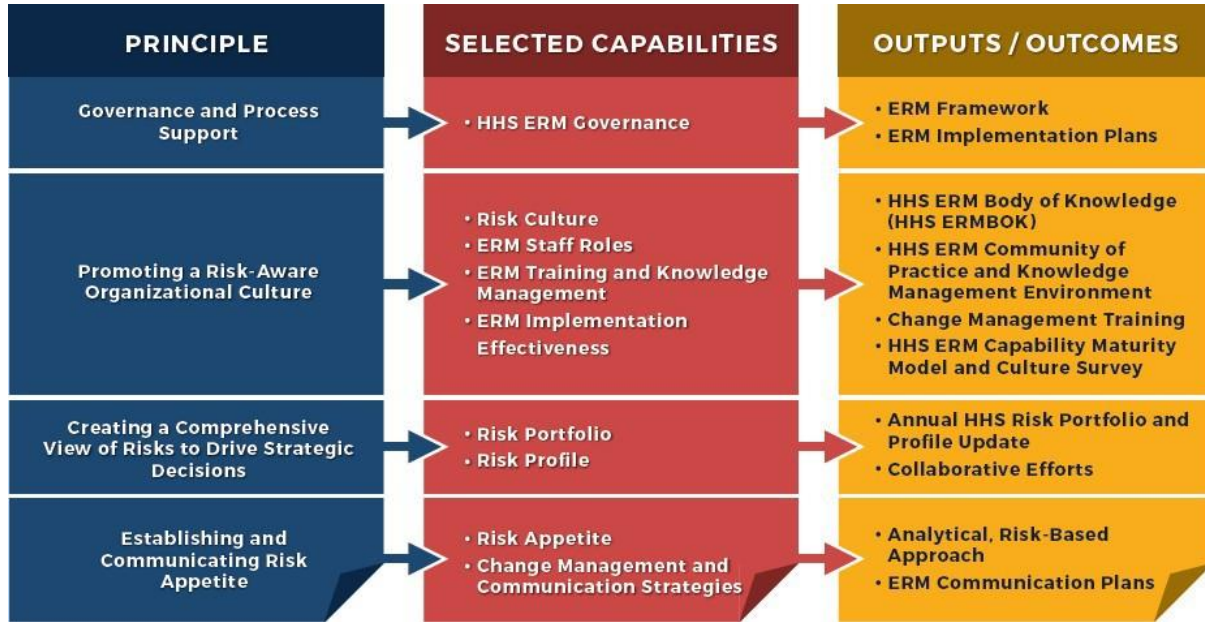 PRINCIPLE
SELECTED CAPABILITIES
OUTPUTS / OUTCOMES
Governance and Process
Support
• HHS ERM Governance
• ERM Framework
• ERM Implementation Plans
Promoting a Risk-Aware
Organizational Culture
• Risk Culture
• ERM Staff Roles
• ERM Training and Knowledge
Management
• ERM Implementation
Effectiveness
• HHS ERM Body of Knowledge
(HHS ERMBOK)
• HHS ERM Community of
Practice and Knowledge
Management Environment
• Change Management Training
• HHS ERM Capability Maturity
Model and Culture Survey
Creating a Comprehensive
View of Risks to Drive Strategic
Decisions
• Risk Portfolio
• Risk Profile
• Annual HHS Risk Portfolio and
Profile Update
• Collaborative Efforts
Establishing and
Communicating Risk
Appetite
• Risk Appetite
• Change Management and
Communication Strategies
• Analytical, Risk-Based
Approach
• ERM Communication Plans